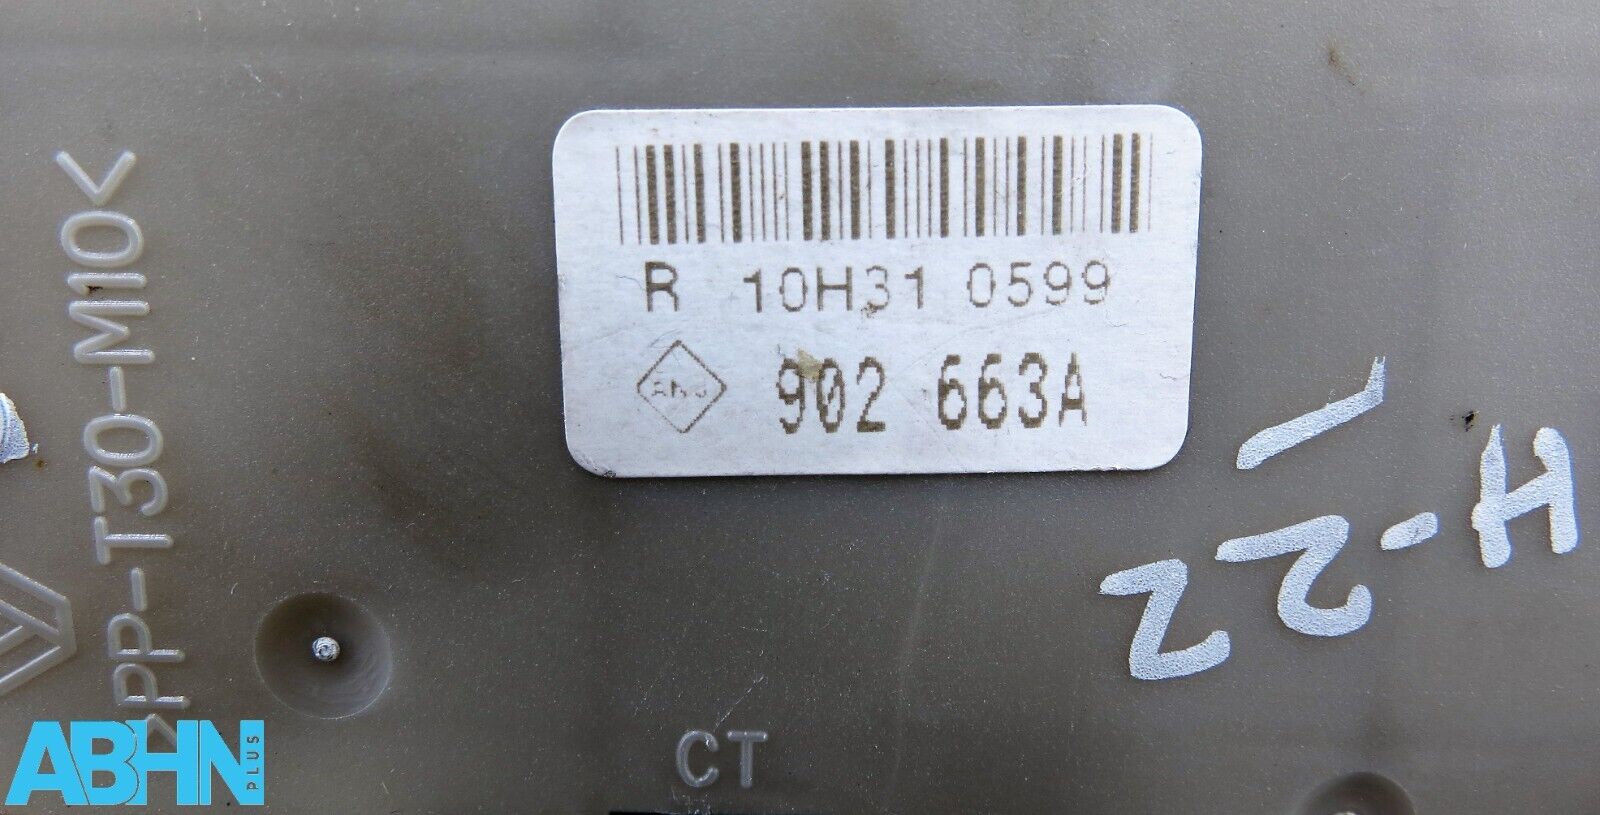 R 10H31 0599
902 663A
>PP-T30-M10<
CT
22-H
ABHN
PLUS